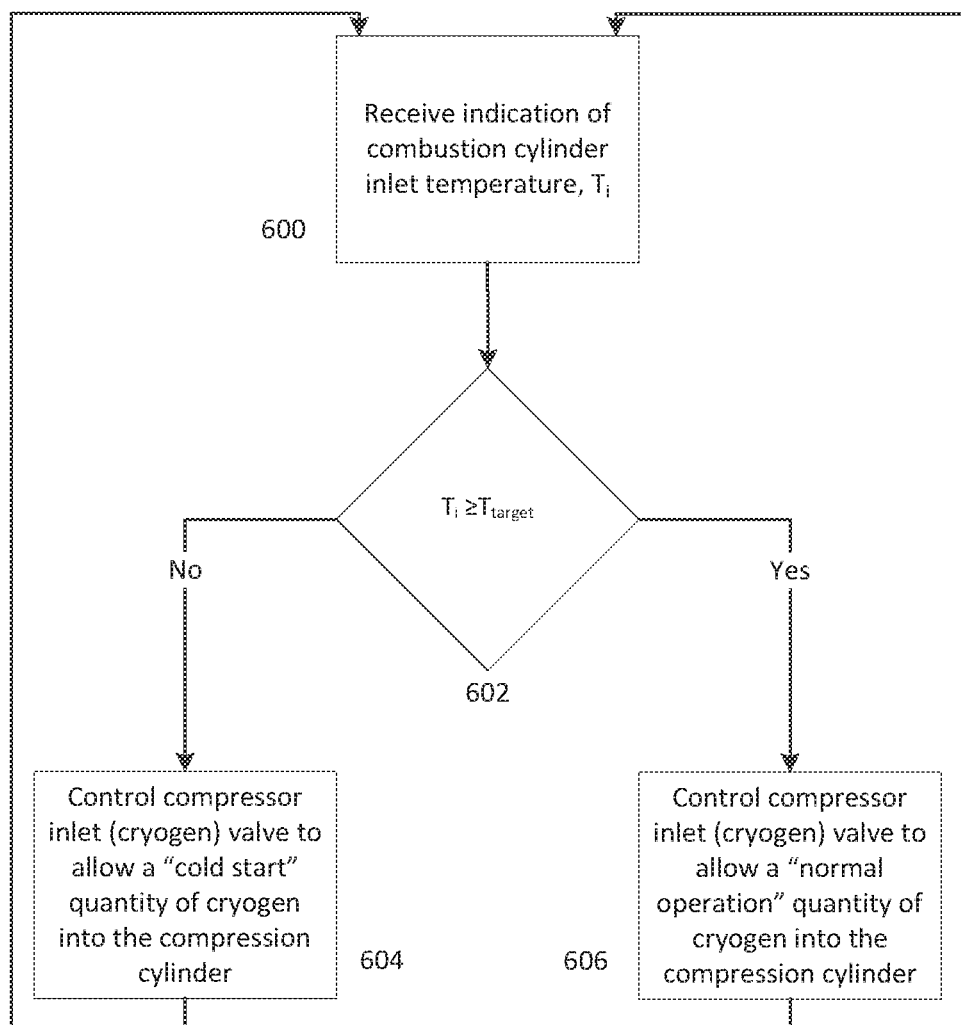 Receive indication of
combustion cylinder
inlet temperature, Tᵢ
600
Tᵢ ≥Tₜₐᵣgₑₜ
No
Yes
602
Control compressor
inlet (cryogen) valve to
allow a “cold start”
quantity of cryogen
into the compression
cylinder
604
606
Control compressor
inlet (cryogen) valve to
allow a “normal
operation” quantity of
cryogen into the
compression cylinder